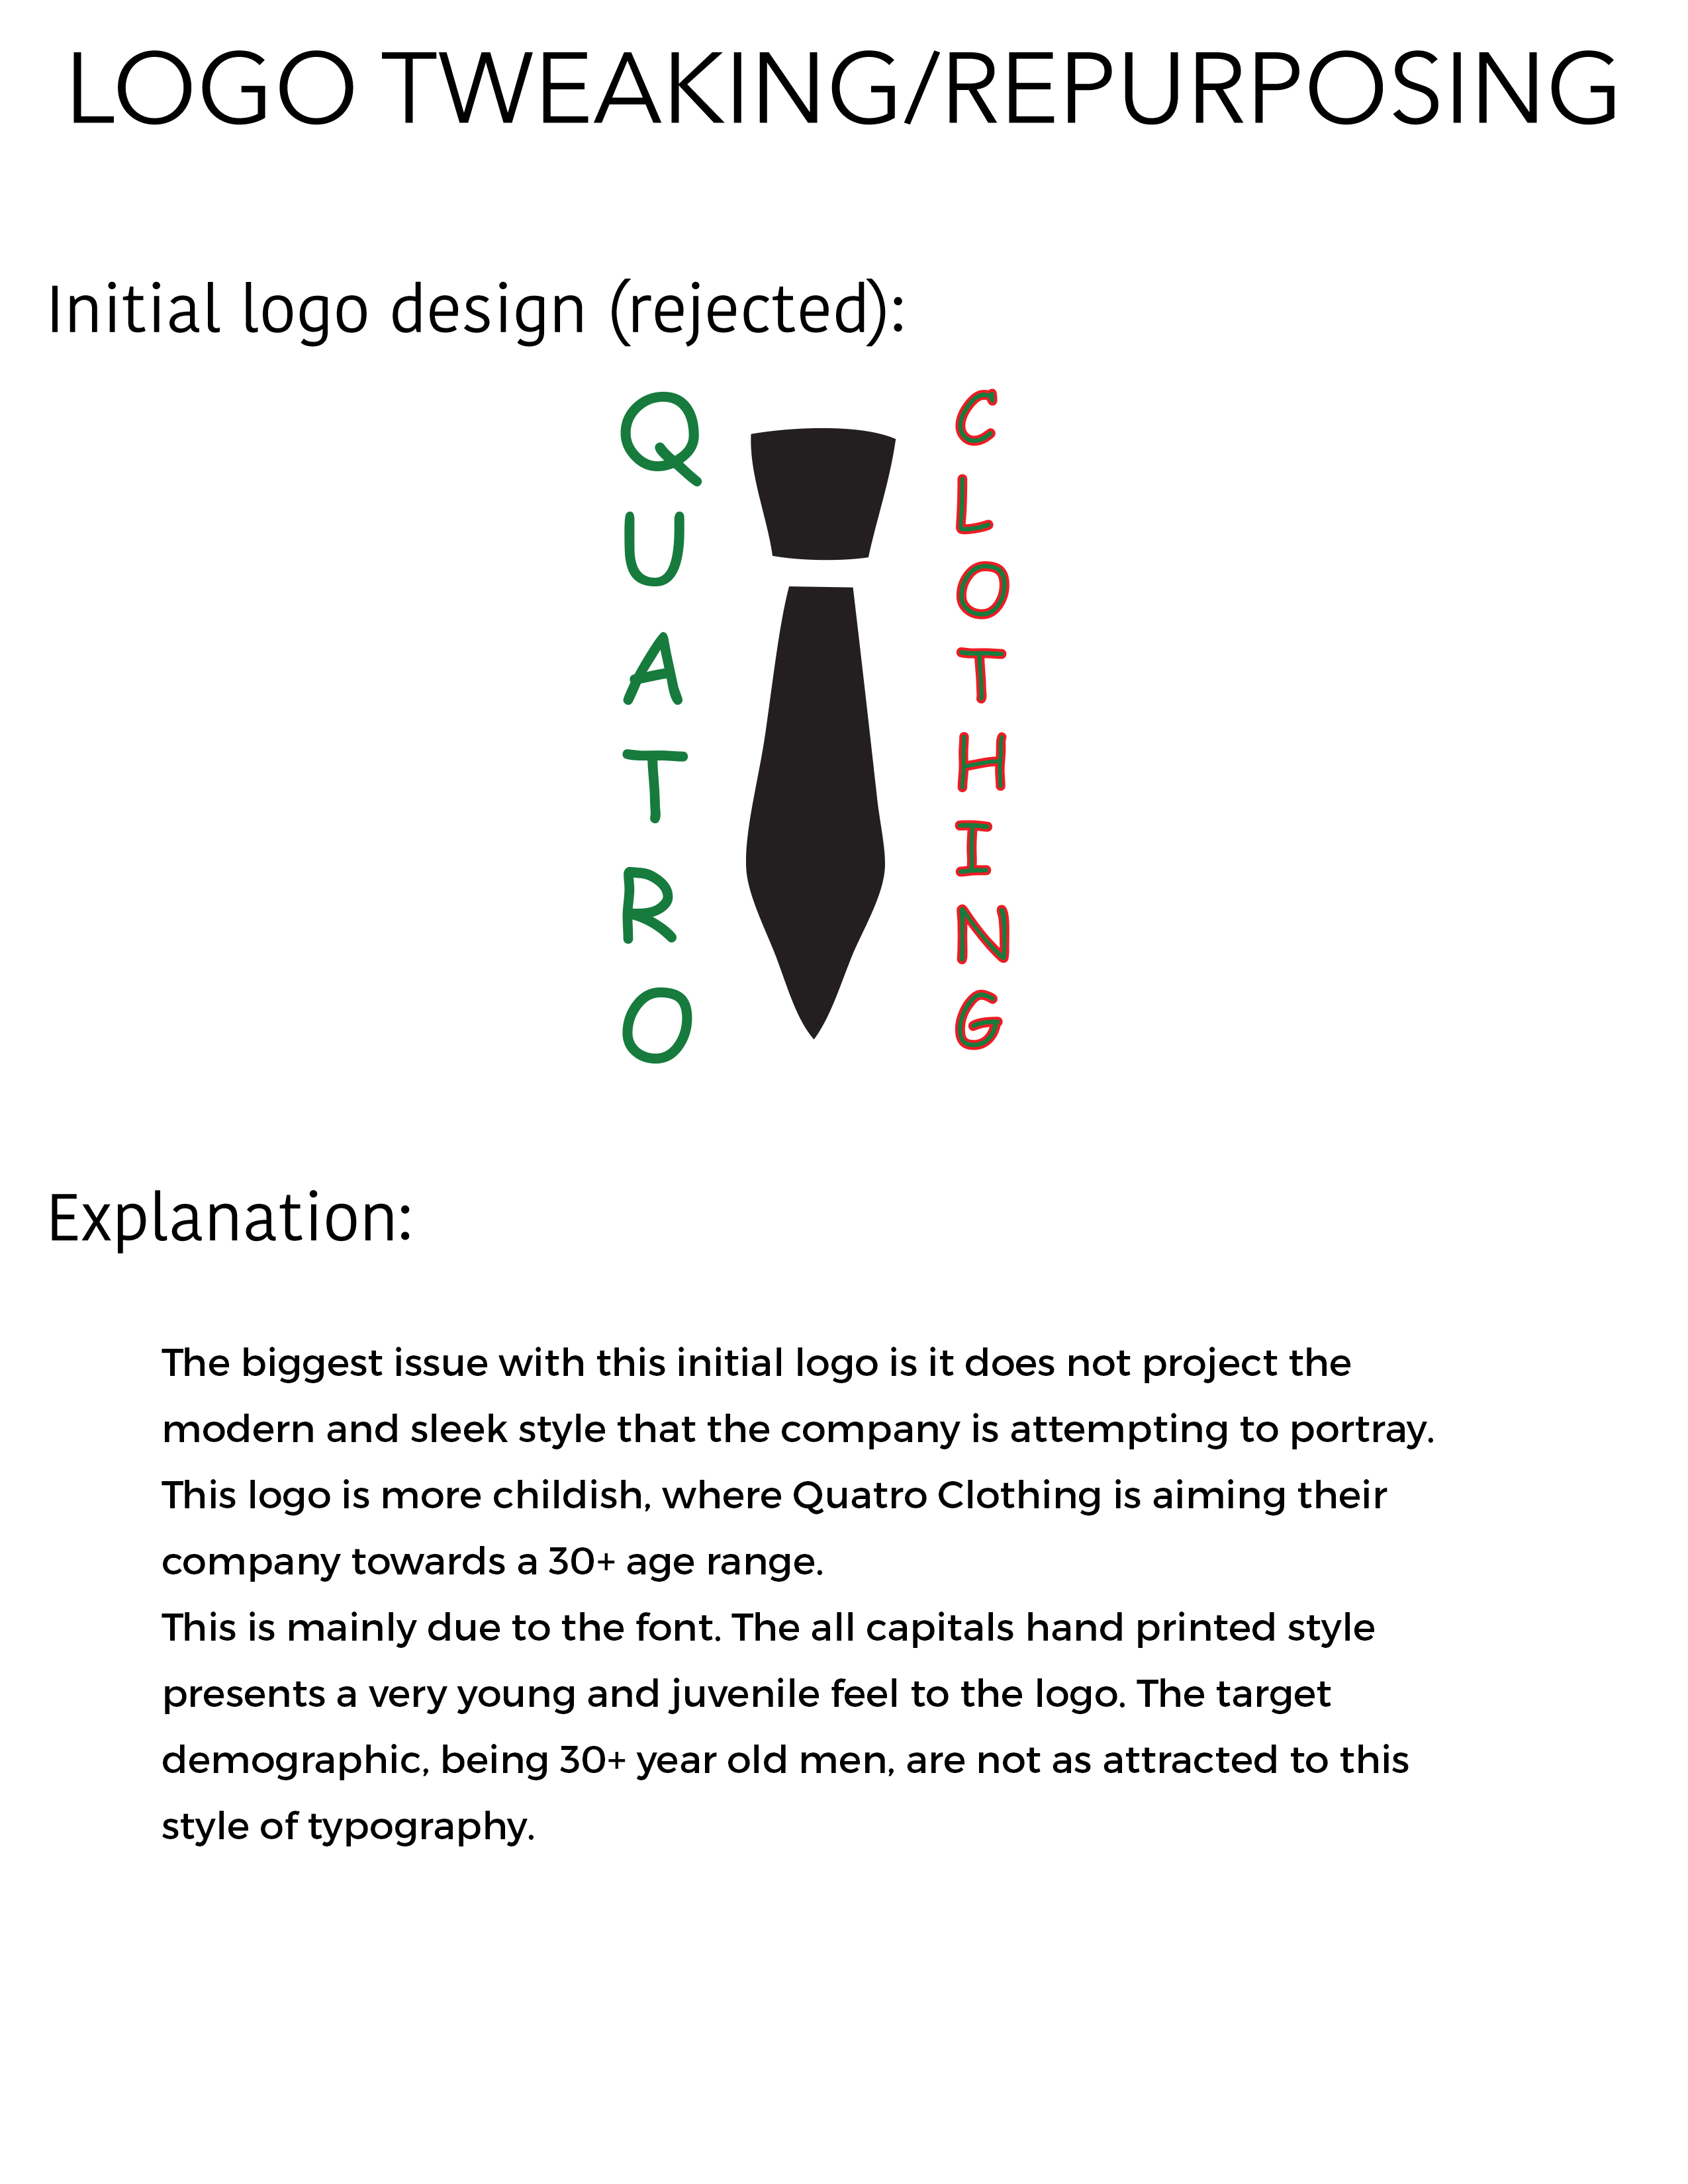 LOGO TWEAKING/REPURPOSING
Initial logo design (rejected):
QUATRO
CLOTHING
Explanation:
The biggest issue with this initial logo is it does not project the
modern and sleek style that the company is attempting to portray.
This logo is more childish, where Quatro Clothing is aiming their
company towards a 30+ age range.
This is mainly due to the font. The all capitals hand printed style
presents a very young and juvenile feel to the logo. The target
demographic, being 30+ year old men, are not as attracted to this
style of typography.